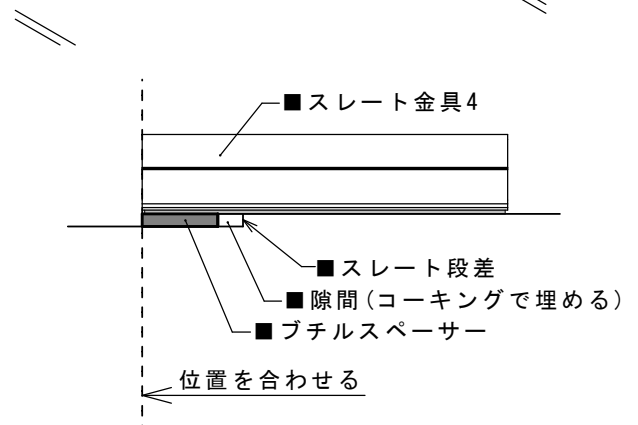 ■スレート金具4
■スレート段差
■隙間(コーキングで埋める)
■ブチルスペーサー
位置を合わせる